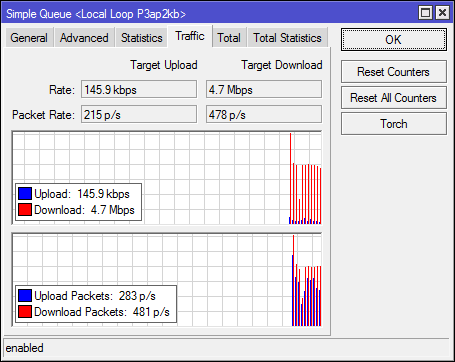 Simple Queue <Local Loop P3ap2kb>
General Advanced Statistics Traffic Total Total Statistics
Target Upload Target Download
Rate: 145.9 kbps 4.7 Mbps
Packet Rate: 215 p/s 478 p/s
Upload: 145.9 kbps
Download: 4.7 Mbps
Upload Packets: 283 p/s
Download Packets: 481 p/s
OK
Reset Counters
Reset All Counters
Torch
enabled